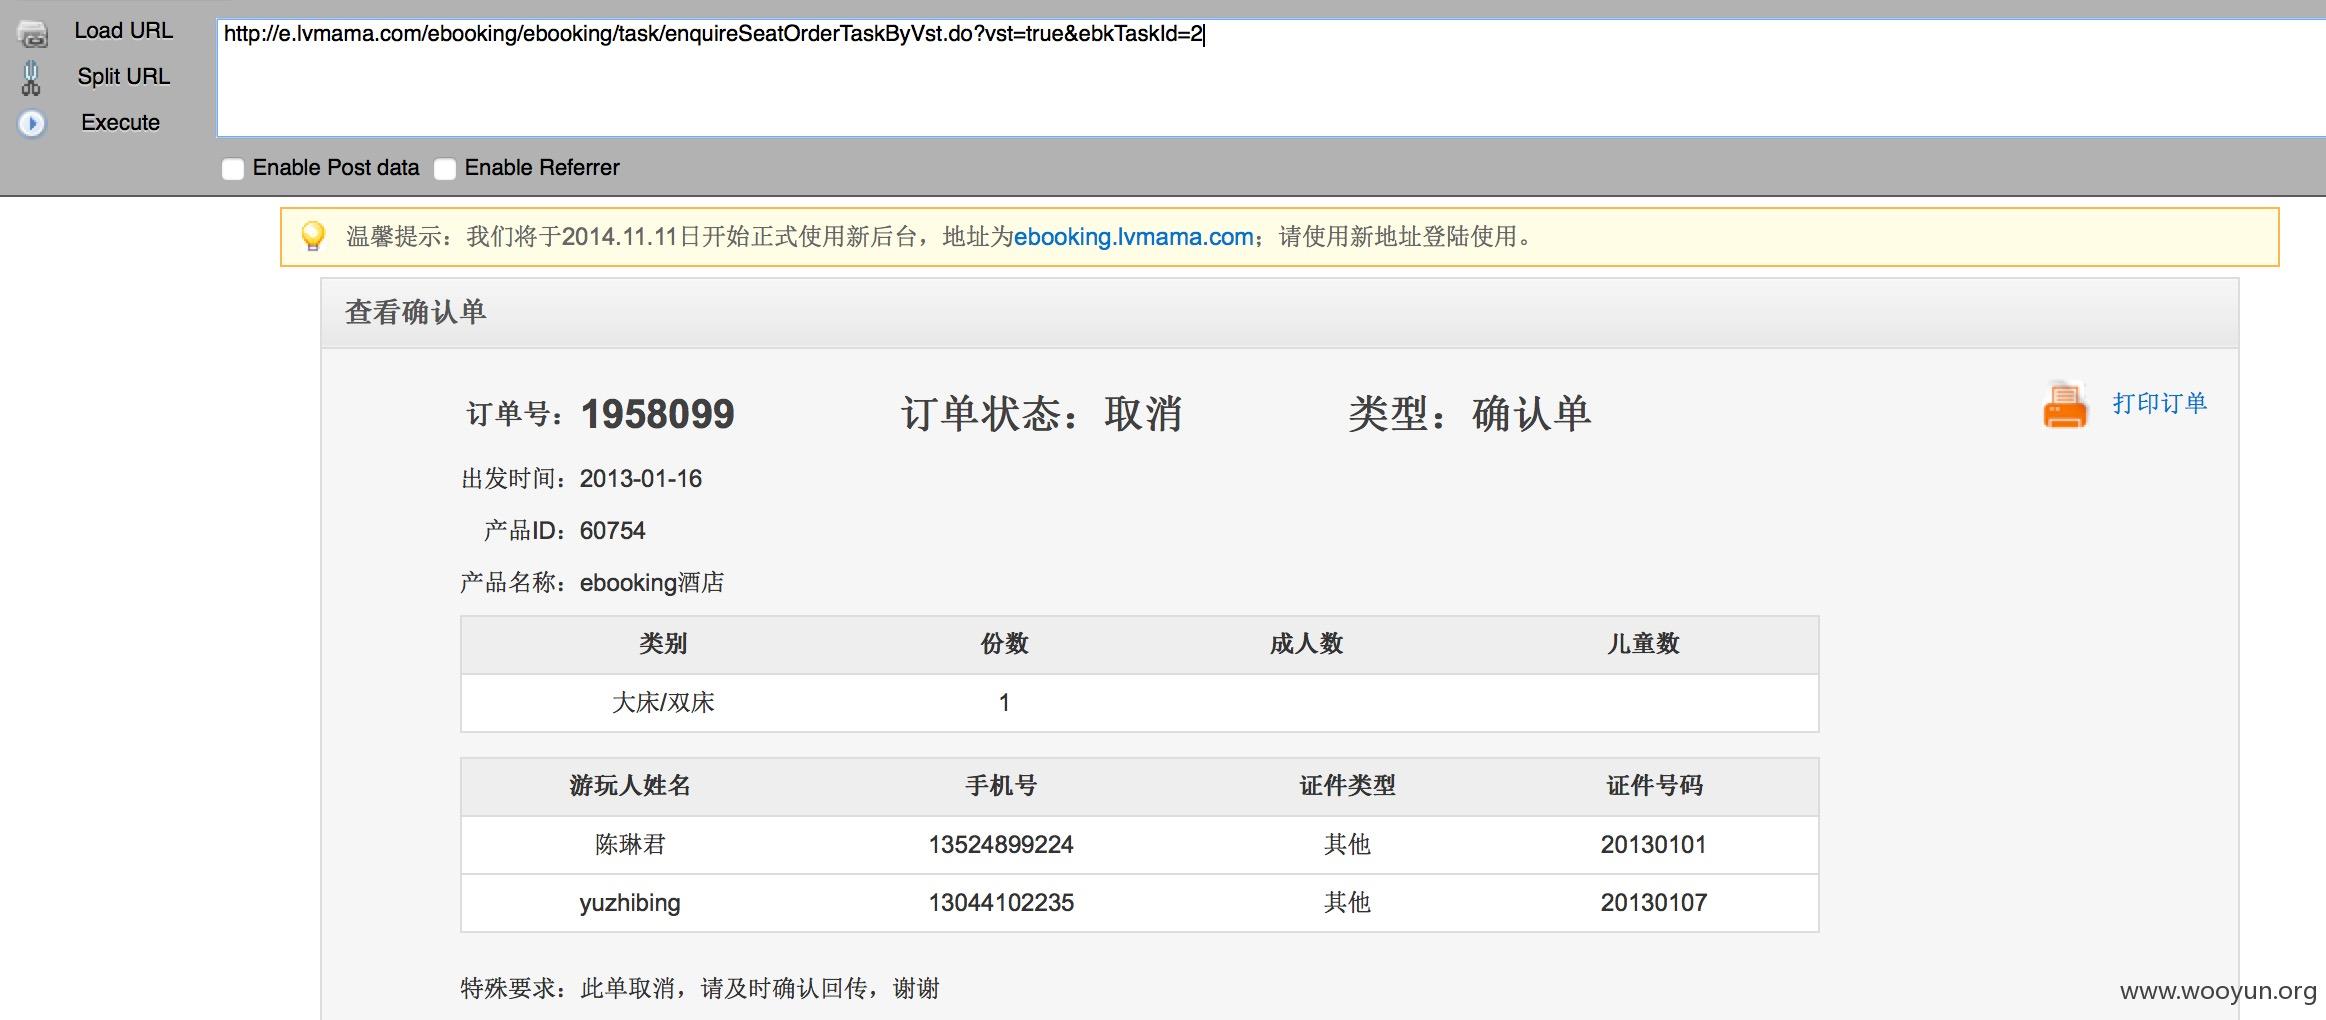 Load URL
http://e.lvmama.com/ebooking/ebooking/task/enquireSeatOrderTaskByVst.do?vst=true&ebkTaskId=2
Split URL
Execute
Enable Post data Enable Referrer
温馨提示：我们将于2014.11.11日开始正式使用新后台，地址为ebooking.lvmama.com；请使用新地址登陆使用。
查看确认单
订单号：1958099 订单状态：取消 类型：确认单 打印订单
出发时间：2013-01-16
产品ID：60754
产品名称：ebooking酒店
类别 份数 成人数 儿童数
大床/双床 1
游玩人姓名 手机号 证件类型 证件号码
陈琳君 13524899224 其他 20130101
yuzhibing 13044102235 其他 20130107
特殊要求：此单取消，请及时确认回传，谢谢
www.wooyun.org